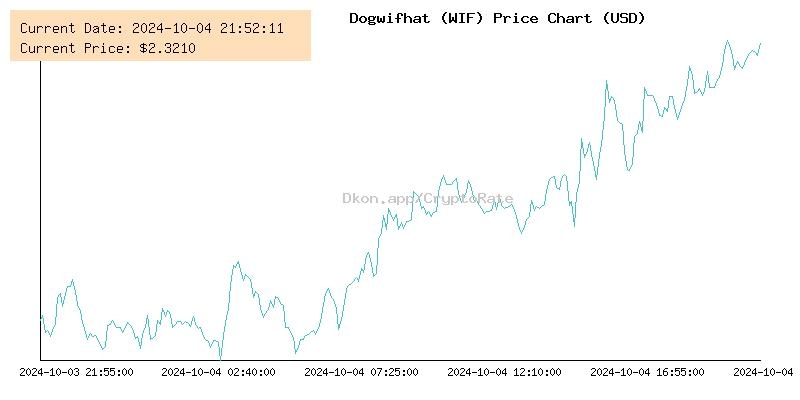 Dogwifhat (WIF) Price Chart (USD)
Current Date: 2024-10-04 21:52:11
Current Price: $2.3210
Dkon.app/CryptoRate
2024-10-03 21:55:00 2024-10-04 02:40:00 2024-10-04 07:25:00 2024-10-04 12:10:00 2024-10-04 16:55:00 2024-10-04